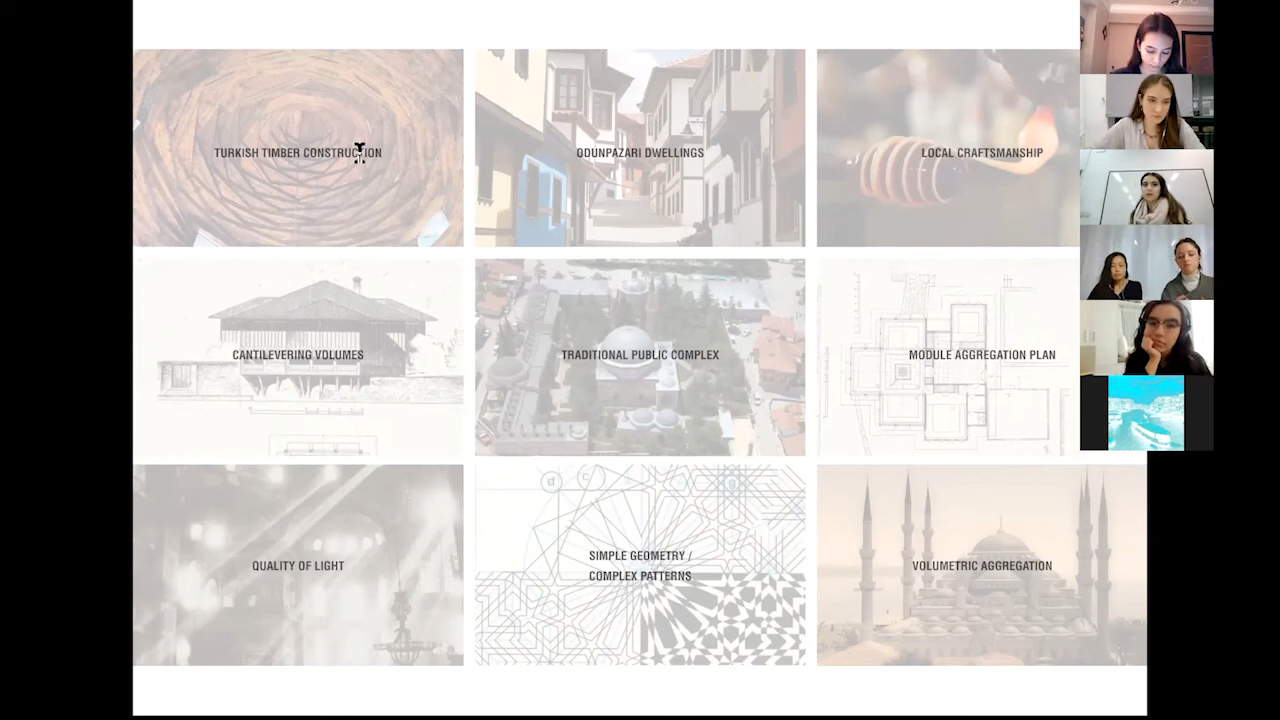 TURKISH TIMBER CONSTRUCTION
ODUNPAZARI DWELLINGS
LOCAL CRAFTSMANSHIP
CANTILEVERING VOLUMES
TRADITIONAL PUBLIC COMPLEX
MODULE AGGREGATION PLAN
QUALITY OF LIGHT
d
c
g
SIMPLE GEOMETRY /
COMPLEX PATTERNS
VOLUMETRIC AGGREGATION